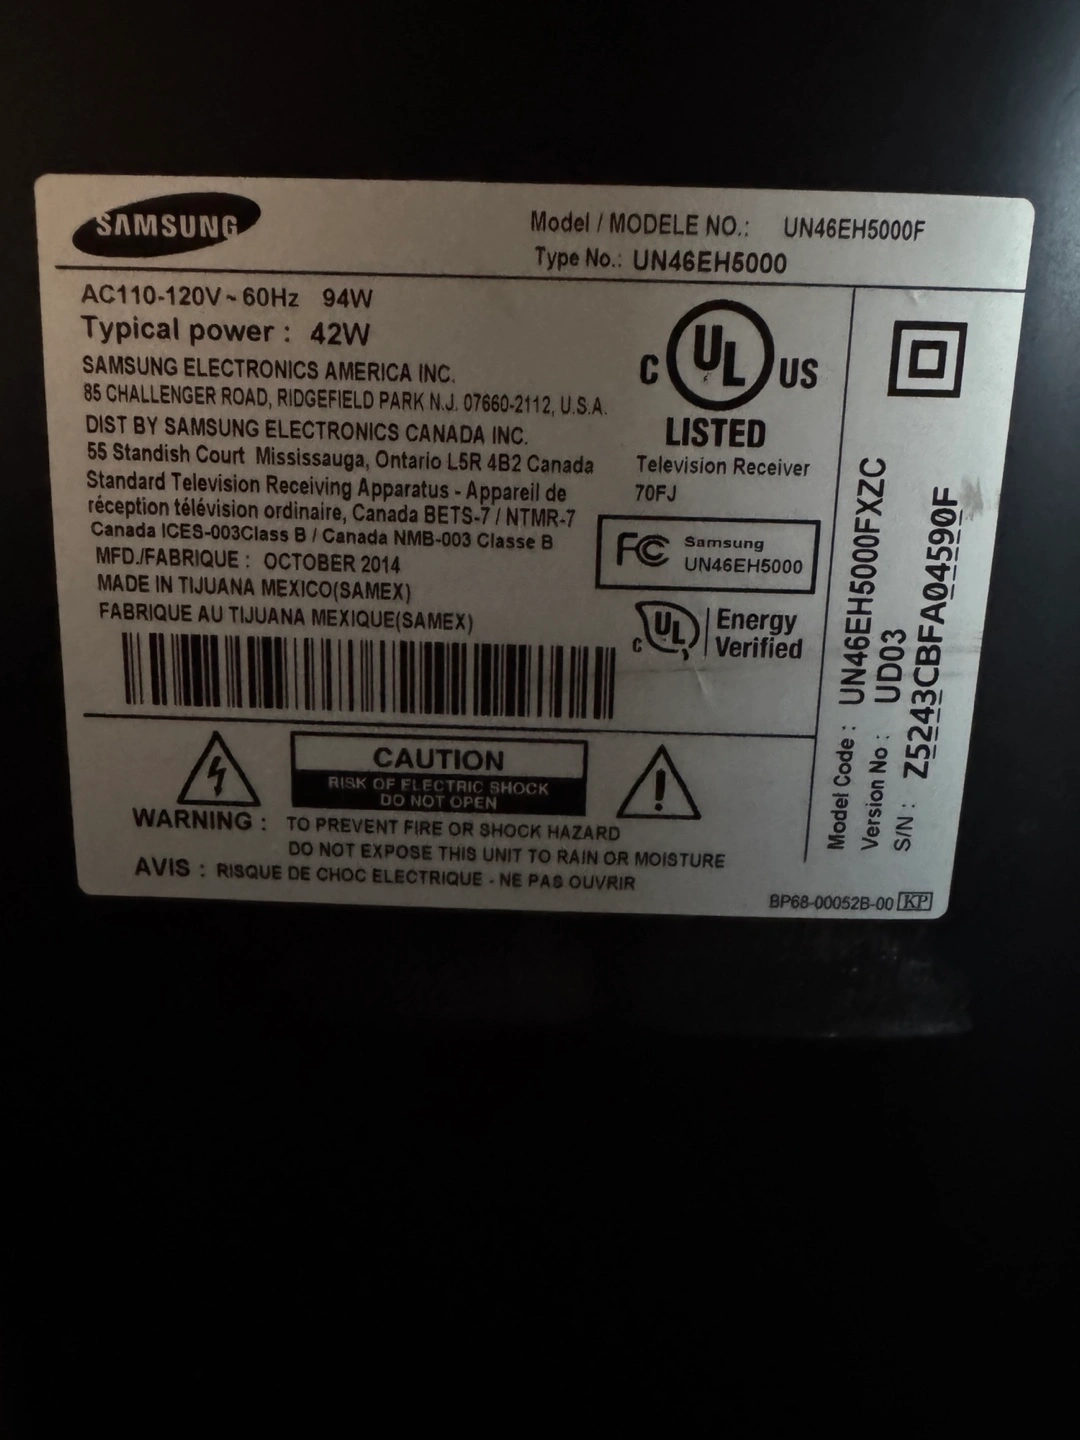 SAMSUNG
Model / MODELE NO.: UN46EH5000F
Type No.: UN46EH5000
AC110-120V ~ 60Hz 94W
Typical power : 42W
SAMSUNG ELECTRONICS AMERICA INC.
85 CHALLENGER ROAD, RIDGEFIELD PARK N.J. 07660-2112, U.S.A.
DIST BY SAMSUNG ELECTRONICS CANADA INC.
55 Standish Court Mississauga, Ontario L5R 4B2 Canada
Standard Television Receiving Apparatus - Appareil de
réception télévision ordinaire, Canada BETS-7 / NTMR-7
Canada ICES-003Class B / Canada NMB-003 Classe B
MFD./FABRIQUE : OCTOBER 2014
MADE IN TIJUANA MEXICO(SAMEX)
FABRIQUE AU TIJUANA MEXIQUE(SAMEX)
C UL US
LISTED
Television Receiver
70FJ
FC Samsung
UN46EH5000
C UL Energy
Verified
CAUTION
RISK OF ELECTRIC SHOCK
DO NOT OPEN
WARNING : TO PREVENT FIRE OR SHOCK HAZARD
DO NOT EXPOSE THIS UNIT TO RAIN OR MOISTURE
AVIS : RISQUE DE CHOC ELECTRIQUE - NE PAS OUVRIR
Model Code : UN46EH5000FXZC
Version No : UD03
S/N : Z5243CBFA04590F
BP68-00052B-00 KP